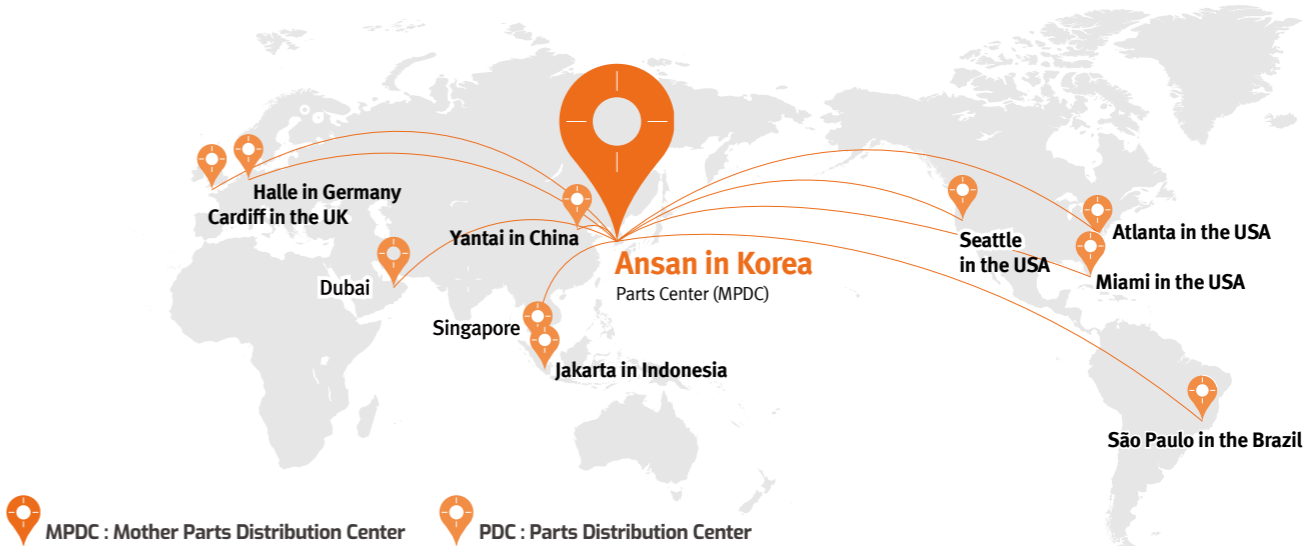 Halle in Germany
Cardiff in the UK
Yantai in China
Dubai
Singapore
Jakarta in Indonesia
Ansan in Korea
Parts Center (MPDC)
Seattle
in the USA
Atlanta in the USA
Miami in the USA
São Paulo in the Brazil
MPDC : Mother Parts Distribution Center
PDC : Parts Distribution Center